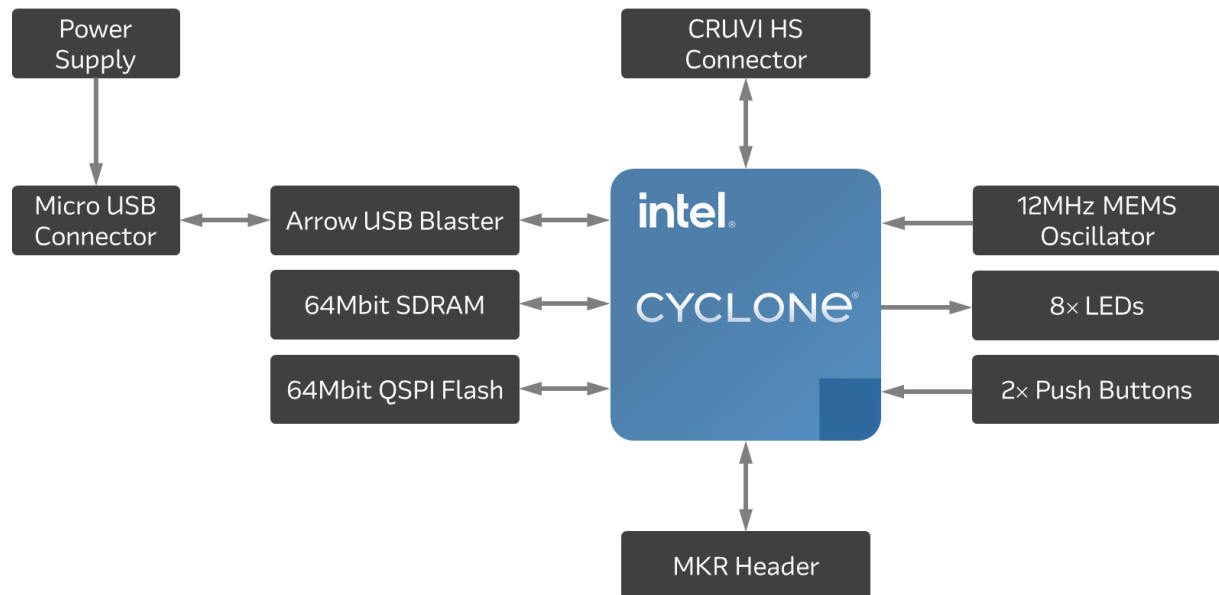 Power
Supply
CRUVI HS
Connector
Micro USB
Connector
Arrow USB Blaster
intel®
12MHz MEMS
Oscillator
64Mbit SDRAM
CYCLONE®
8× LEDs
64Mbit QSPI Flash
2× Push Buttons
MKR Header